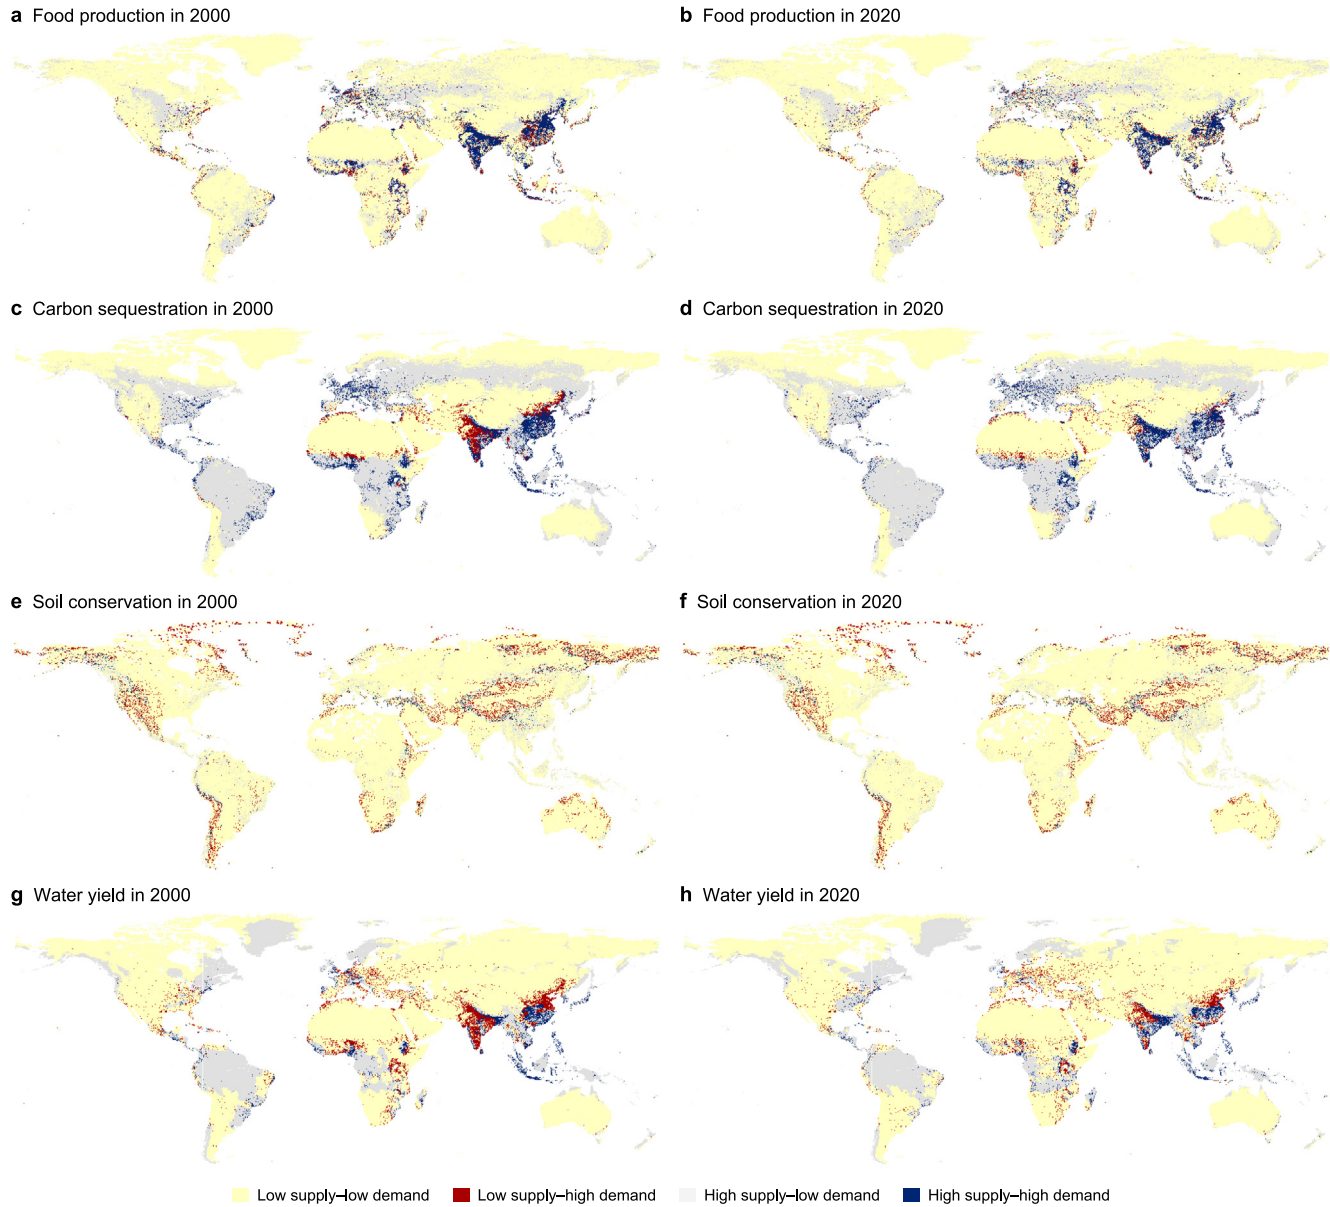 a Food production in 2000
b Food production in 2020
c Carbon sequestration in 2000
d Carbon sequestration in 2020
e Soil conservation in 2000
f Soil conservation in 2020
g Water yield in 2000
h Water yield in 2020
Low supply–low demand Low supply–high demand High supply–low demand High supply–high demand